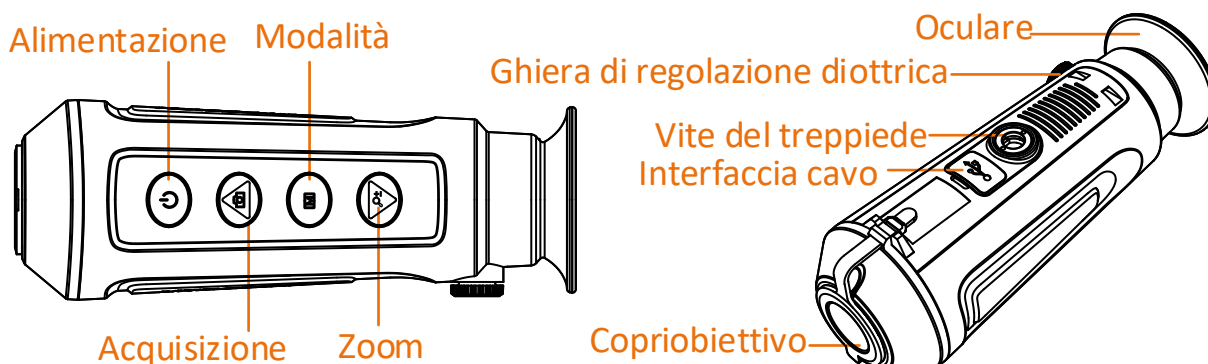 Alimentazione
Modalità
Acquisizione
Zoom
Oculare
Ghiera di regolazione diottrica
Vite del treppiede
Interfaccia cavo
Copriobiettivo
M